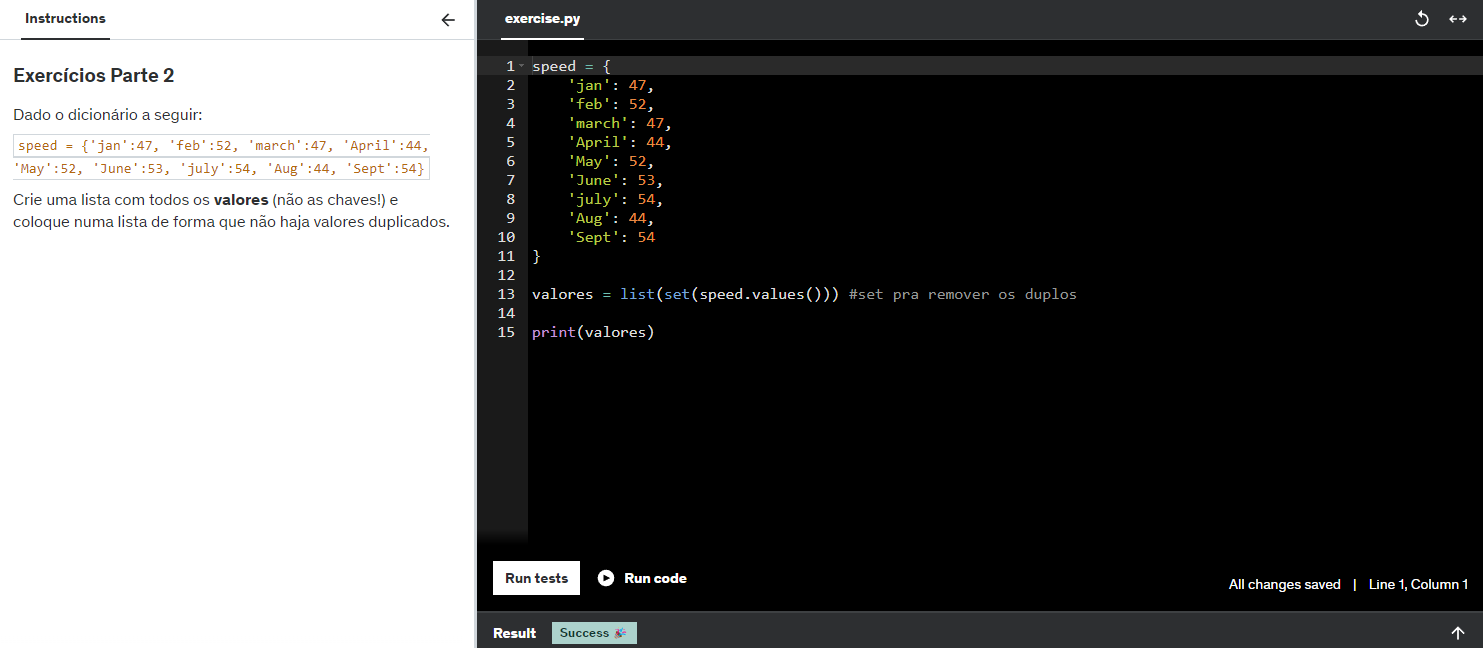 Instructions
Exercícios Parte 2
Dado o dicionário a seguir:
speed = {'jan':47, 'feb':52, 'march':47, 'April':44,
'May':52, 'June':53, 'july':54, 'Aug':44, 'Sept':54}
Crie uma lista com todos os valores (não as chaves!) e
coloque numa lista de forma que não haja valores duplicados.
exercise.py
1 speed = {
2     'jan': 47,
3     'feb': 52,
4     'march': 47,
5     'April': 44,
6     'May': 52,
7     'June': 53,
8     'july': 54,
9     'Aug': 44,
10     'Sept': 54
11 }
12
13 valores = list(set(speed.values())) #set pra remover os duplos
14
15 print(valores)
Run tests Run code
All changes saved | Line 1, Column 1
Result Success 🎉